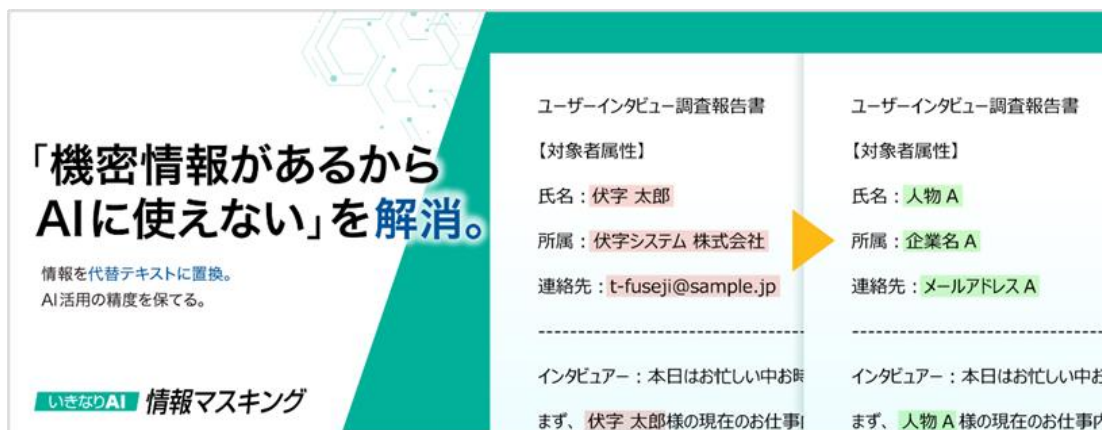 「機密情報があるから
AIに使えない」を解消。
情報を代替テキストに置換。
AI活用の精度を保てる。
いきなりAI 情報マスキング
ユーザーインタビュー調査報告書
【対象者属性】
氏名：伏字 太郎
所属：伏字システム 株式会社
連絡先：t-fuseji@sample.jp
--------------------------------
インタビュアー：本日はお忙しい中お時
まず、伏字 太郎様の現在のお仕事
ユーザーインタビュー調査報告書
【対象者属性】
氏名：人物 A
所属：企業名 A
連絡先：メールアドレス A
--------------------------------
インタビュアー：本日はお忙しい中お
まず、人物 A 様の現在のお仕事内